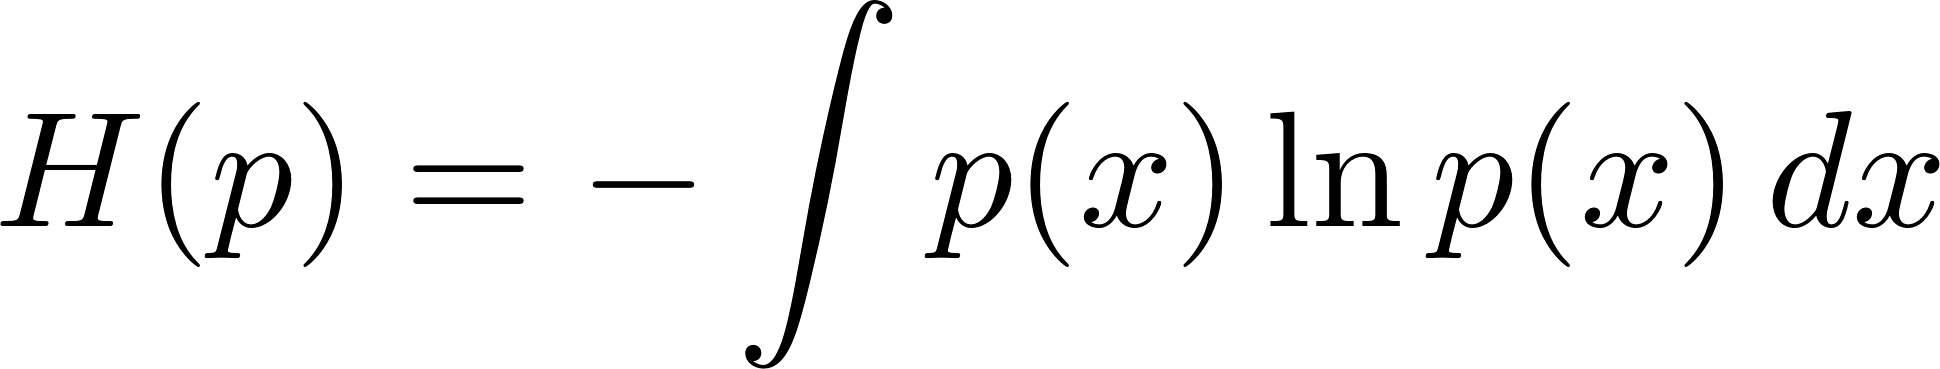 H(p) = − ∫ p(x) ln p(x) dx